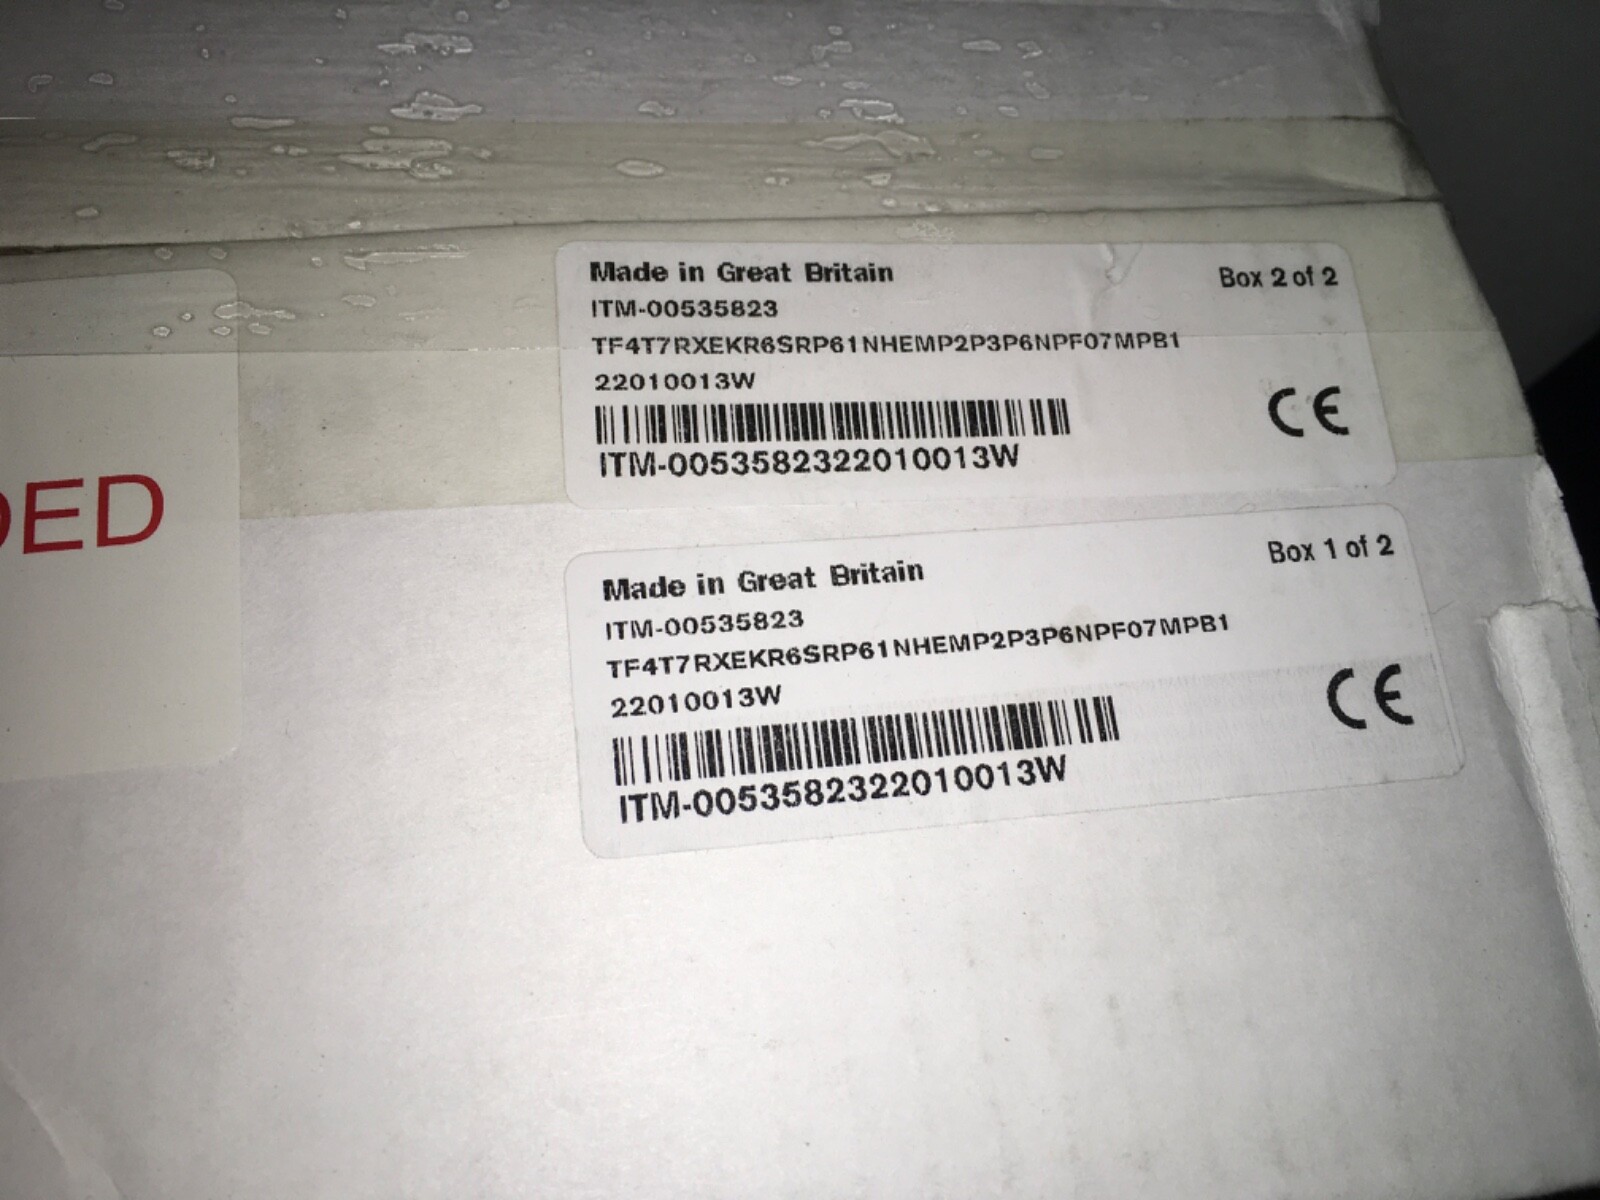 Made in Great Britain
Box 2 of 2
ITM-00535823
TF4T7RXEKR6SRP61NHEMP2P3P6NPF07MPB1
22010013W
CE
ITM-0053582322010013W
DED
Made in Great Britain
Box 1 of 2
ITM-00535823
TF4T7RXEKR6SRP61NHEMP2P3P6NPF07MPB1
22010013W
CE
ITM-0053582322010013W